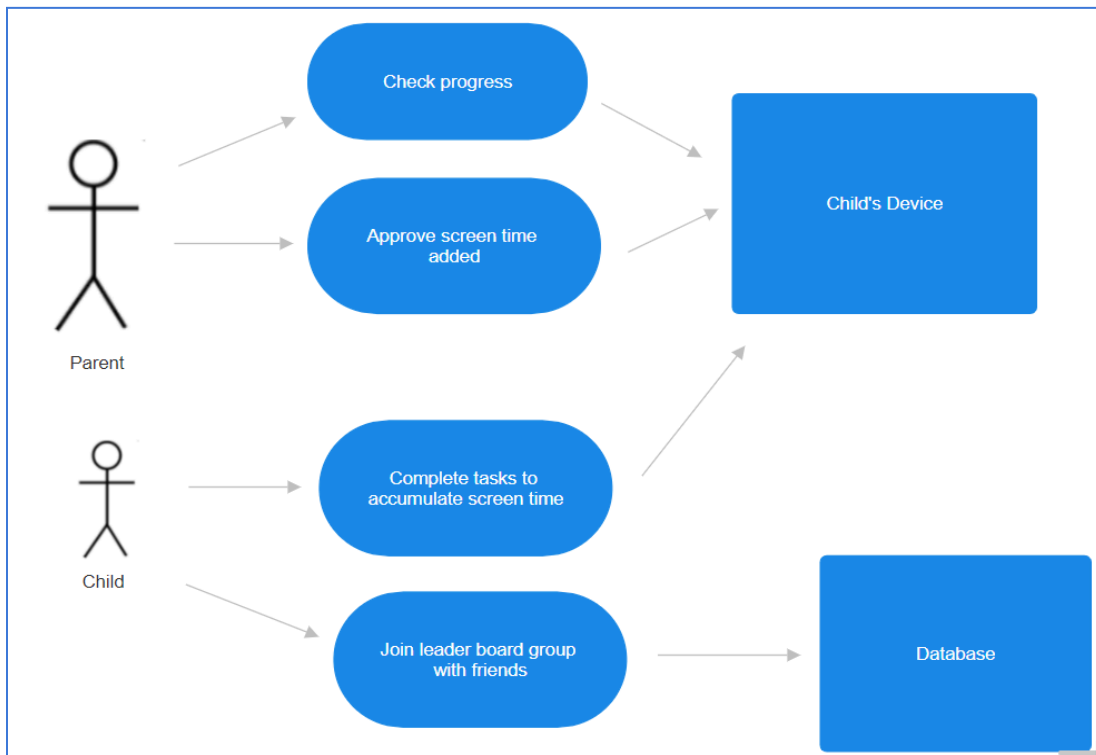 Check progress
Child's Device
Approve screen time
added
Parent
Complete tasks to
accumulate screen time
Child
Join leader board group
with friends
Database